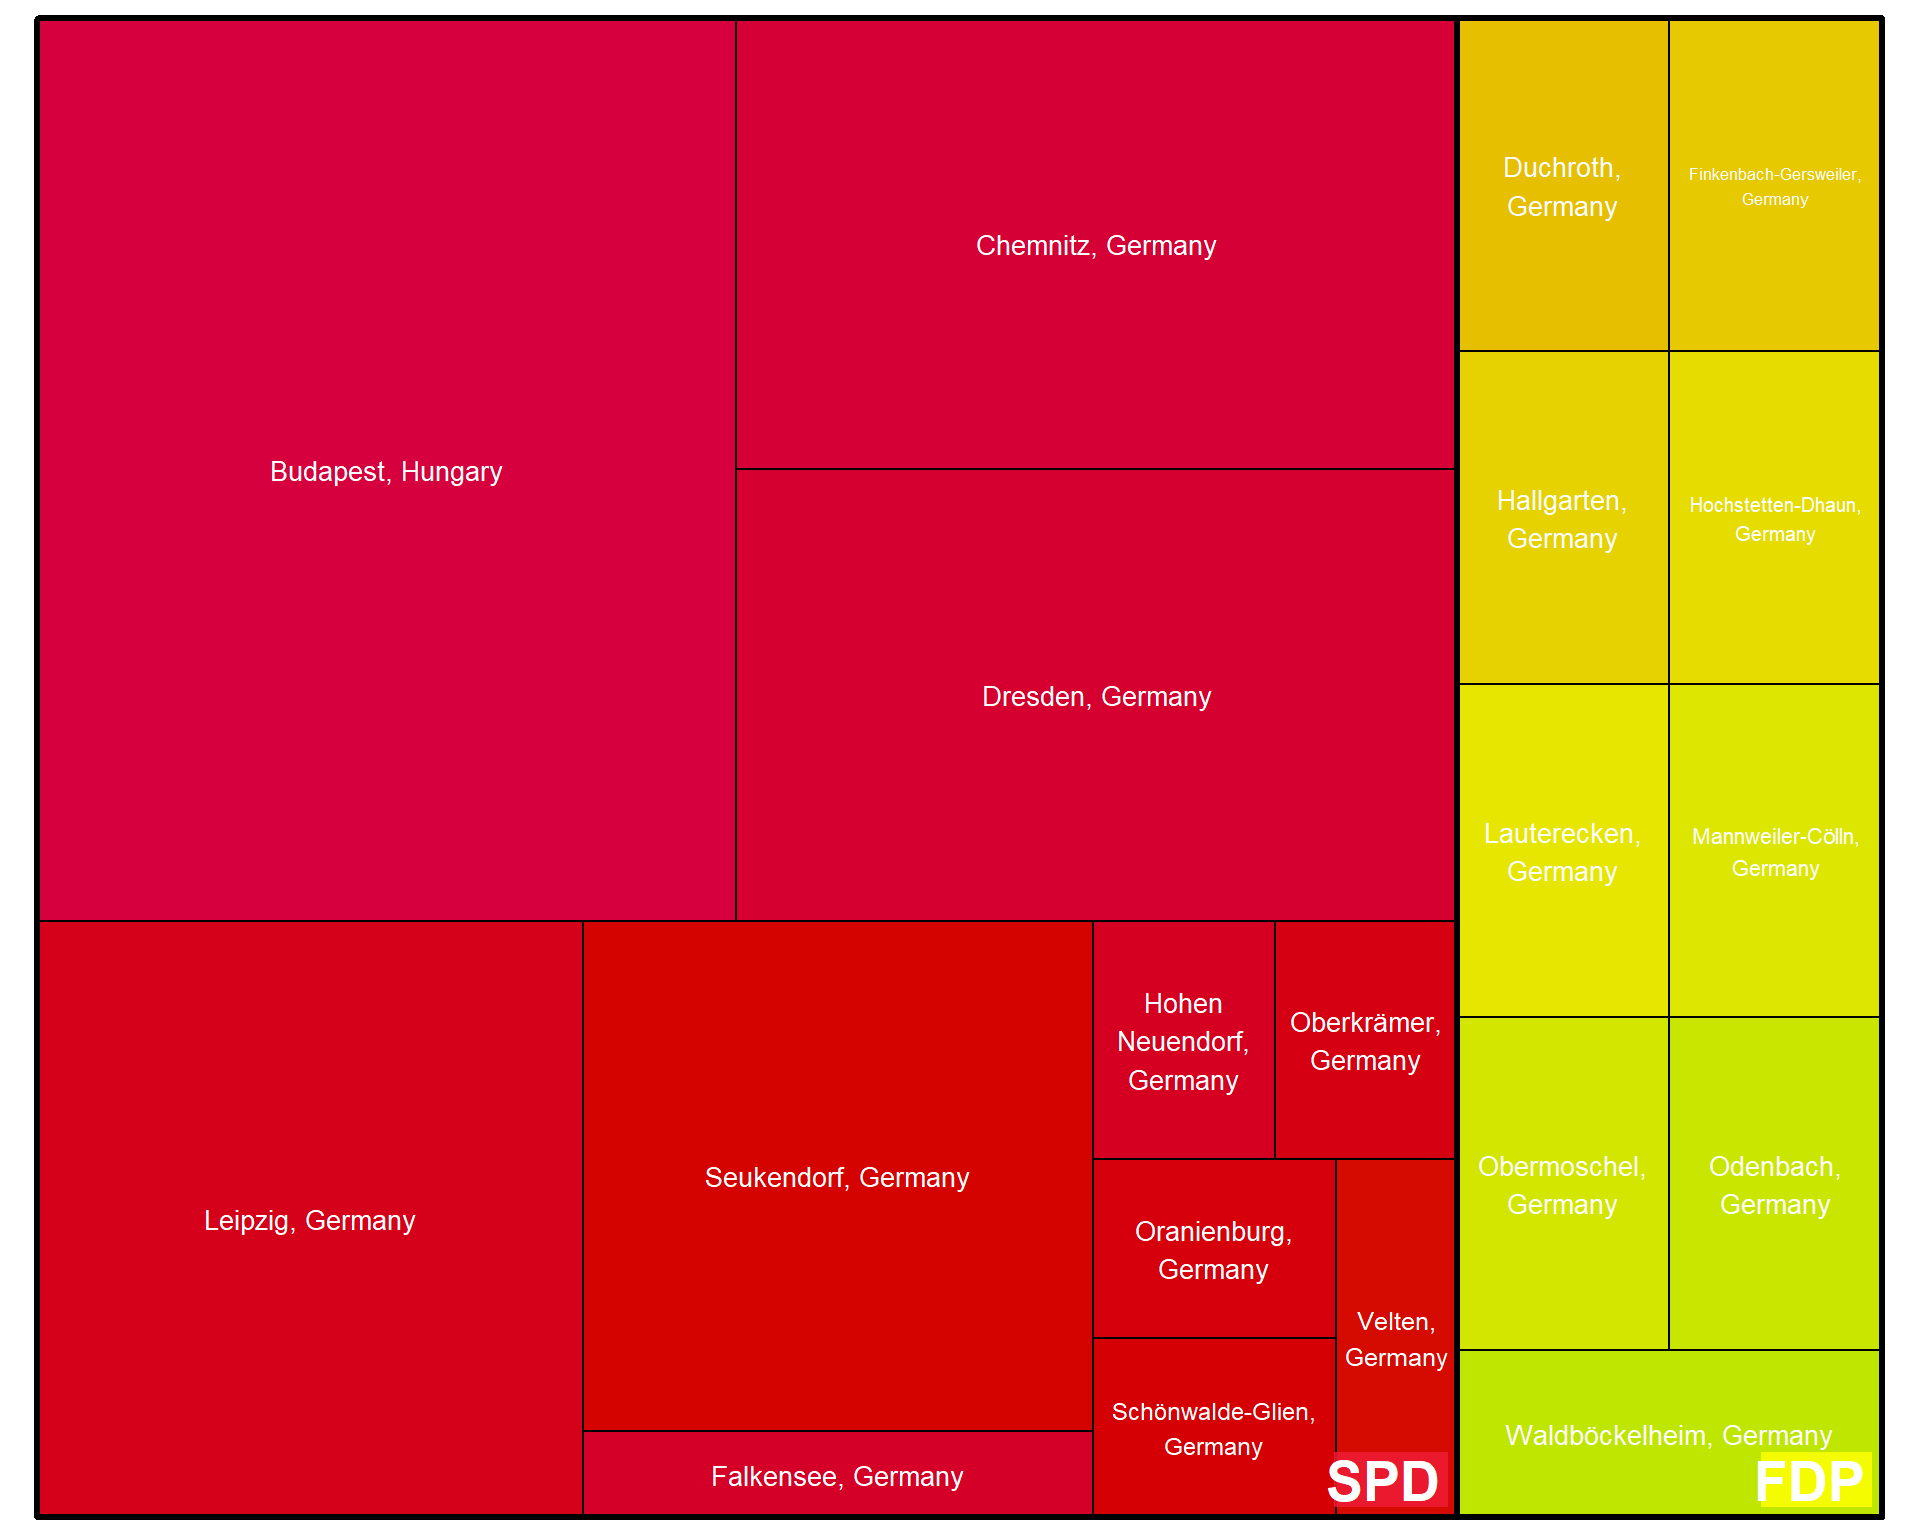 Budapest, Hungary
Chemnitz, Germany
Dresden, Germany
Leipzig, Germany
Seukendorf, Germany
Falkensee, Germany
Hohen
Neuendorf,
Germany
Oberkrämer,
Germany
Oranienburg,
Germany
Schönwalde-Glien,
Germany
Velten,
Germany
SPD
Duchroth,
Germany
Finkenbach-Gersweiler,
Germany
Hallgarten,
Germany
Hochstetten-Dhaun,
Germany
Lauterecken,
Germany
Mannweiler-Cölln,
Germany
Obermoschel,
Germany
Odenbach,
Germany
Waldböckelheim, Germany
FDP